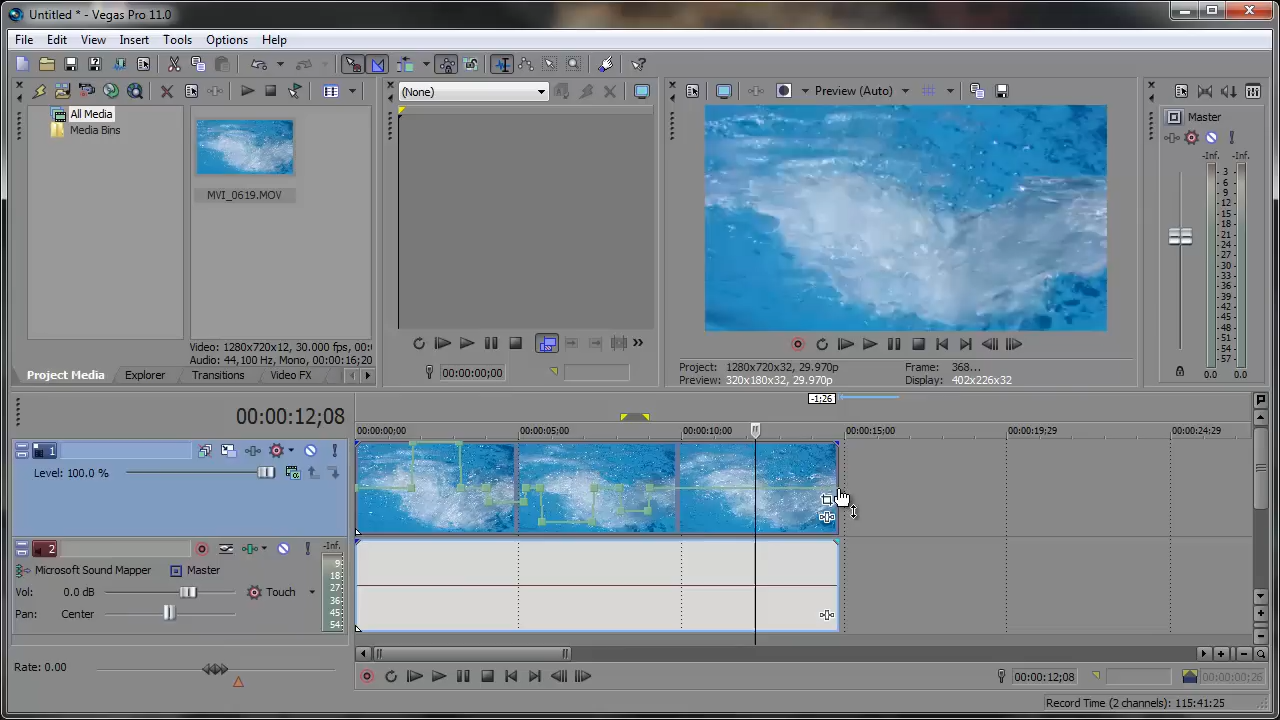 Untitled * - Vegas Pro 11.0
File Edit View Insert Tools Options Help
(None)
Preview (Auto)
All Media
Media Bins
MVI_0619.MOV
Master
-Inf. -Inf.
3
6
9
12
15
18
21
24
27
30
33
36
39
42
45
48
51
54
57
0.0 0.0
Video: 1280x720x12, 30.000 fps, 00:
Audio: 44,100 Hz, Mono, 00:00:16;20
Project Media Explorer Transitions Video FX
00:00:00;00
Project: 1280x720x32, 29.970p
Preview: 320x180x32, 29.970p
Frame: 368...
Display: 402x226x32
00:00:12;08
-1;26
00:00:00;00 00:00:05;00 00:00:10;00 00:00:15;00 00:00:19;29 00:00:24;29
1
Level: 100.0 %
2
-Inf.
Microsoft Sound Mapper Master
Vol: 0.0 dB Touch
Pan: Center
9
18
27
36
45
54
Rate: 0.00
00:00:12;08
00:00:00;26
Record Time (2 channels): 115:41:25